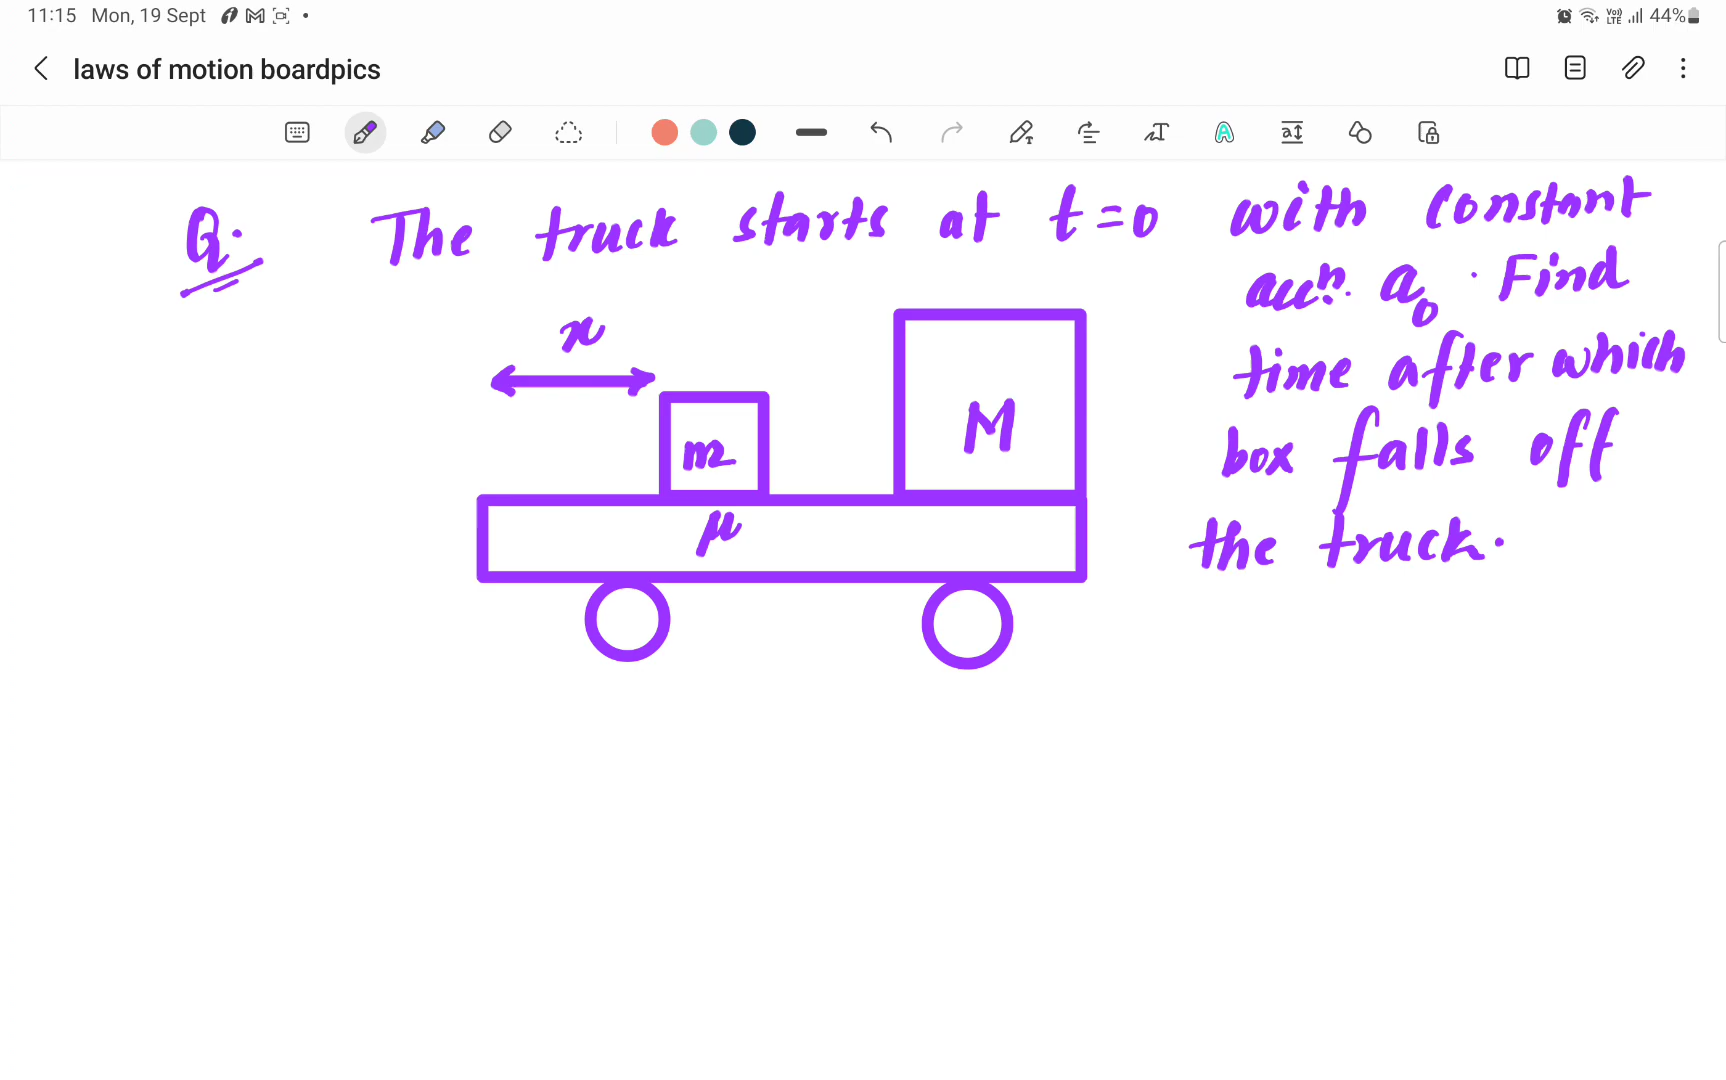 11:15 Mon, 19 Sept
44%
laws of motion boardpics
Q. The truck starts at t=0 with constant
accn. a0. Find
time after which
box falls off
the truck.
x
m
M
μ